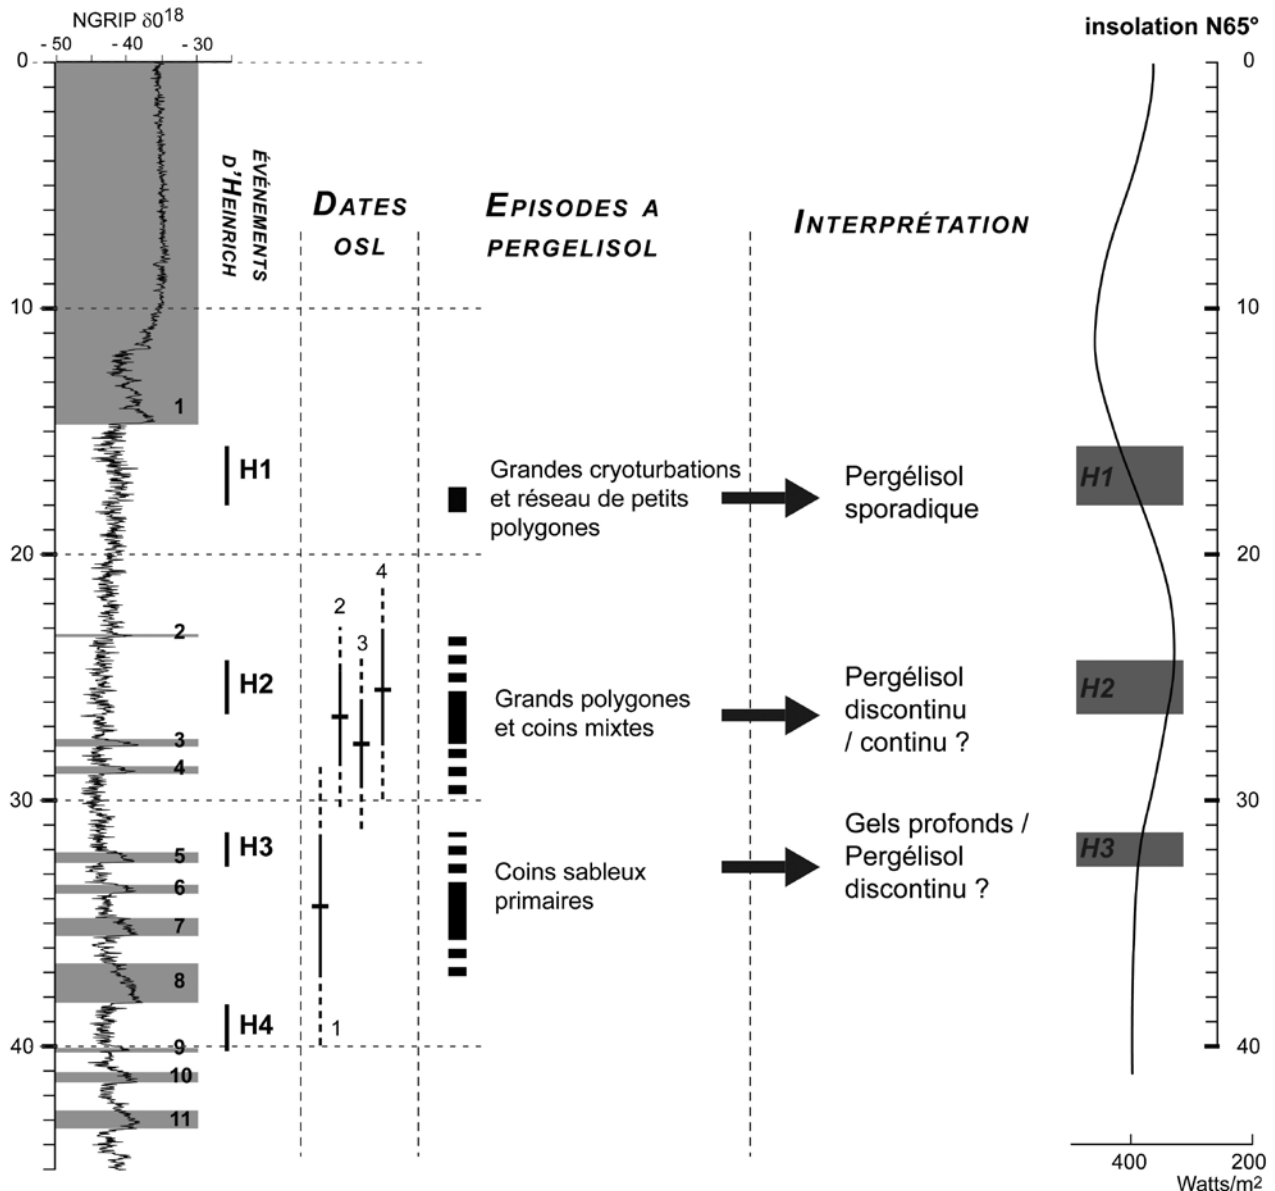 NGRIP δ0¹⁸
- 50 - 40 - 30
insolation N65°
0
10
20
30
40
ÉVÉNEMENTS
D'HEINRICH
DATES
OSL
EPISODES A
PERGELISOL
INTERPRÉTATION
1
2
3
4
5
6
7
8
9
10
11
H1
H2
H3
H4
1
2
3
4
Grandes cryoturbations
et réseau de petits
polygones
Pergélisol
sporadique
Grands polygones
et coins mixtes
Pergélisol
discontinu
/ continu ?
Coins sableux
primaires
Gels profonds /
Pergélisol
discontinu ?
H1
H2
H3
0
10
20
30
40
400 200
Watts/m²